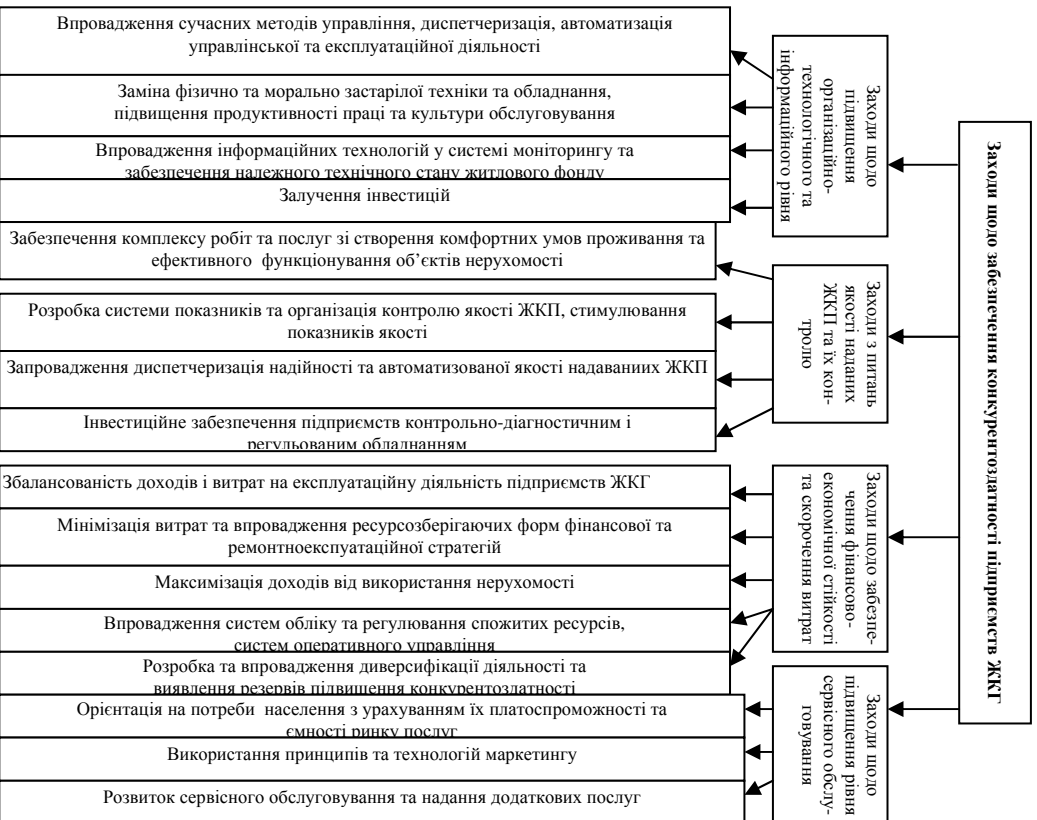 Впровадження сучасних методів управління, диспетчеризація, автоматизація
управлінської та експлуатаційної діяльності
Заміна фізично та морально застарілої техніки та обладнання,
підвищення продуктивності праці та культури обслуговування
Впровадження інформаційних технологій у системі моніторингу та
забезпечення належного технічного стану житлового фонду
Залучення інвестицій
Заходи щодо
підвищення
організаційно-
технологічного та
інформаційного рівня
Забезпечення комплексу робіт та послуг зі створення комфортних умов проживання та
ефективного функціонування об’єктів нерухомості
Розробка системи показників та організація контролю якості ЖКП, стимулювання
показників якості
Запровадження диспетчеризація надійності та автоматизованої якості надаваниих ЖКП
Інвестиційне забезпечення підприємств контрольно-діагностичним і
регульованим обладнанням
Заходи з питань
якості наданих
ЖКП та їх кон-
тролю
Збалансованість доходів і витрат на експлуатаційну діяльність підприємств ЖКГ
Мінімізація витрат та впровадження ресурсозберігаючих форм фінансової та
ремонтноекспуатаційної стратегій
Максимізація доходів від використання нерухомості
Впровадження систем обліку та регулювання спожитих ресурсів,
систем оперативного управління
Розробка та впровадження диверсифікації діяльності та
виявлення резервів підвищення конкурентоздатності
Заходи щодо забезпе-
чення фінансово-
економічної стійкості
та скорочення витрат
Орієнтація на потреби населення з урахуванням їх платоспроможності та
ємності ринку послуг
Використання принципів та технологій маркетингу
Розвиток сервісного обслуговування та надання додаткових послуг
Заходи щодо
підвищення рівня
сервісного обслу-
говування
Заходи щодо забезпечення конкурентоздатності підприємств ЖКГ